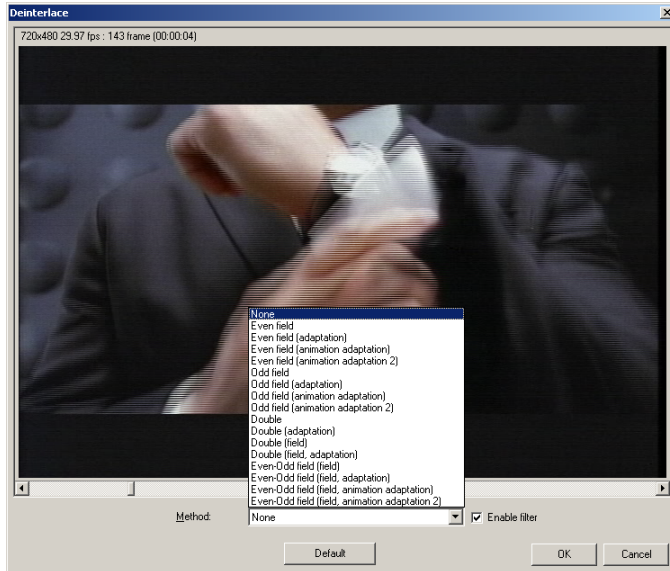 Deinterlace
720x480 29.97 fps : 143 frame (00:00:04)
None
Even field
Even field (adaptation)
Even field (animation adaptation)
Even field (animation adaptation 2)
Odd field
Odd field (adaptation)
Odd field (animation adaptation)
Odd field (animation adaptation 2)
Double
Double (adaptation)
Double (field)
Double (field, adaptation)
Even-Odd field (field)
Even-Odd field (field, adaptation)
Even-Odd field (field, animation adaptation)
Even-Odd field (field, animation adaptation 2)
Method: None Enable filter
Default OK Cancel